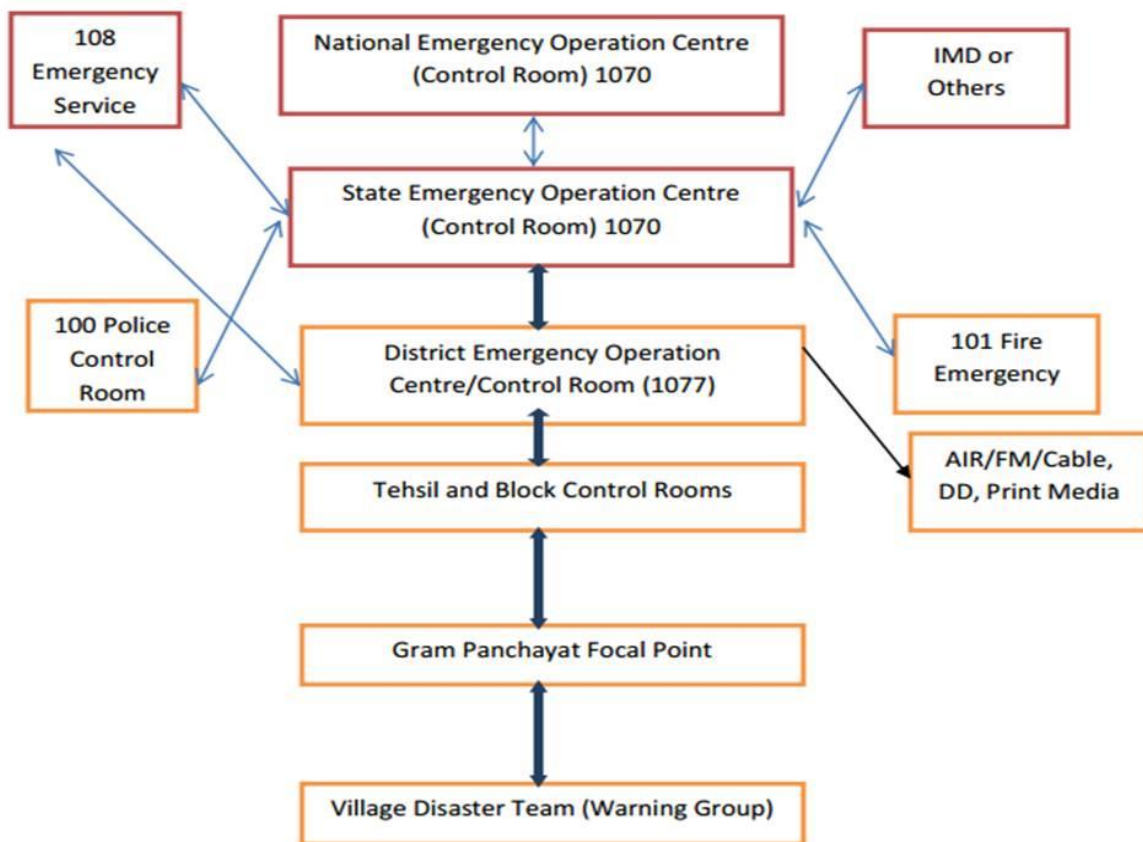 108
Emergency
Service
National Emergency Operation Centre
(Control Room) 1070
IMD or
Others
State Emergency Operation Centre
(Control Room) 1070
100 Police
Control
Room
District Emergency Operation
Centre/Control Room (1077)
101 Fire
Emergency
AIR/FM/Cable,
DD, Print Media
Tehsil and Block Control Rooms
Gram Panchayat Focal Point
Village Disaster Team (Warning Group)